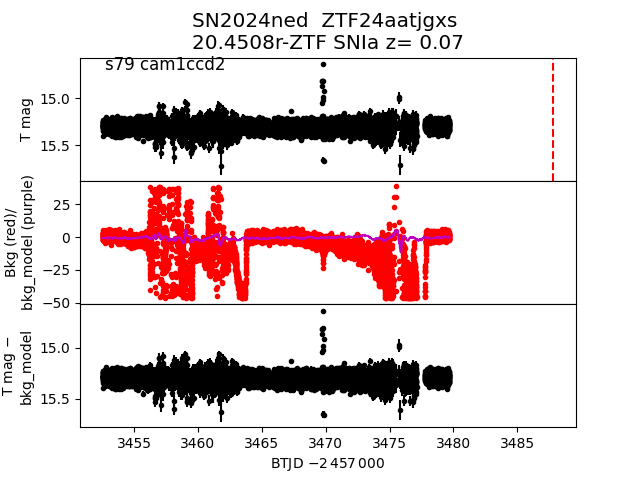 SN2024ned  ZTF24aatjgxs
20.4508r-ZTF SNIa z= 0.07
s79 cam1ccd2
T mag
15.0
15.5
Bkg (red)/
bkg_model (purple)
25
0
−25
−50
T mag −
bkg_model
15.0
15.5
3455 3460 3465 3470 3475 3480 3485
BTJD −2 457 000